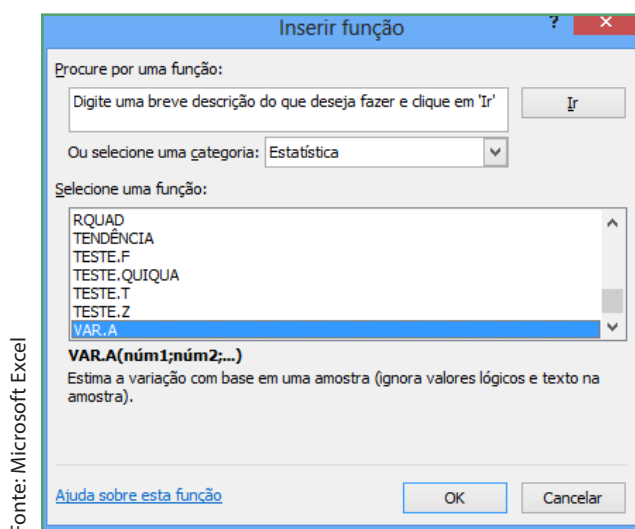 Inserir função
?
×
Procure por uma função:
Digite uma breve descrição do que deseja fazer e clique em 'Ir'
Ir
Ou selecione uma categoria: Estatística
Selecione uma função:
RQUAD
TENDÊNCIA
TESTE.F
TESTE.QUIQUA
TESTE.T
TESTE.Z
VAR.A
VAR.A(núm1;núm2;...)
Estima a variação com base em uma amostra (ignora valores lógicos e texto na
amostra).
Ajuda sobre esta função
OK
Cancelar
Fonte: Microsoft Excel